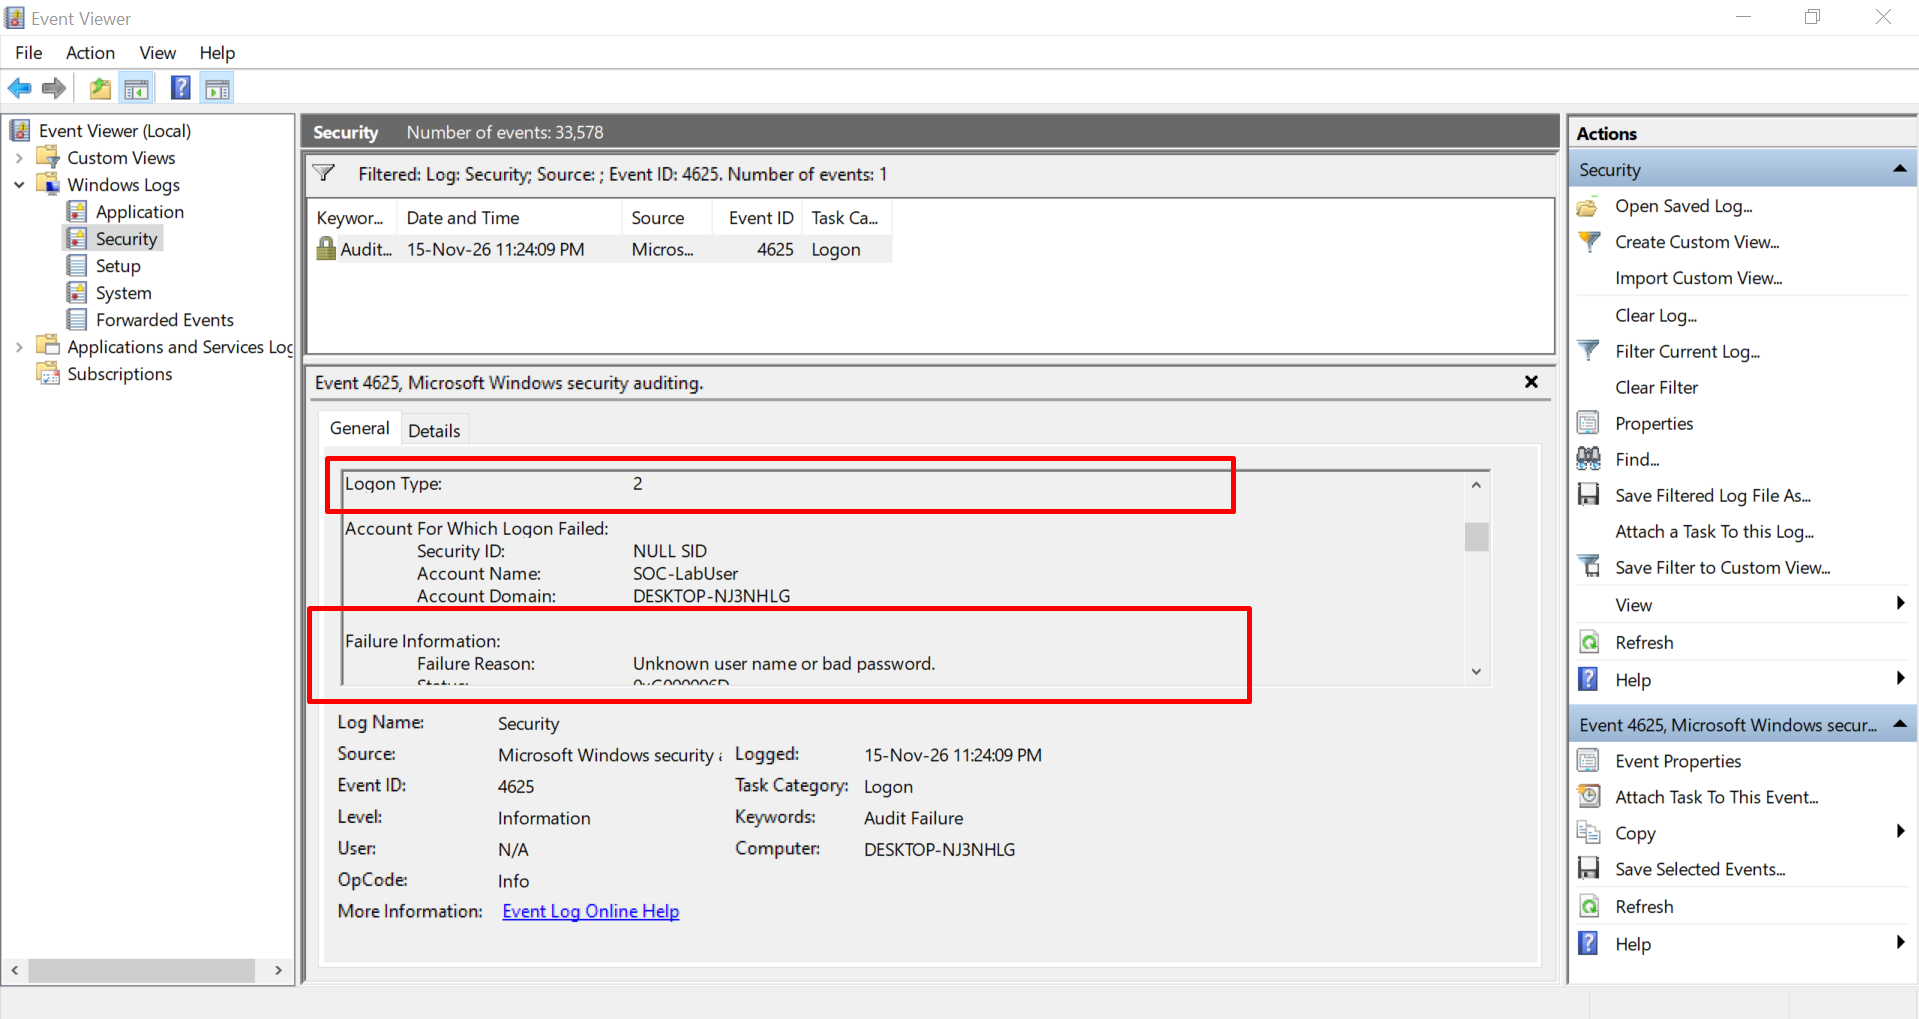 Event Viewer
File Action View Help
Event Viewer (Local)
Custom Views
Windows Logs
Application
Security
Setup
System
Forwarded Events
Applications and Services Log
Subscriptions
Security Number of events: 33,578
Filtered: Log: Security; Source: ; Event ID: 4625. Number of events: 1
Keywor... Date and Time Source Event ID Task Ca...
Audit... 15-Nov-26 11:24:09 PM Micros... 4625 Logon
Event 4625, Microsoft Windows security auditing.
General Details
Logon Type: 2
Account For Which Logon Failed:
Security ID: NULL SID
Account Name: SOC-LabUser
Account Domain: DESKTOP-NJ3NHLG
Failure Information:
Failure Reason: Unknown user name or bad password.
Status: 0xC000006D
Log Name: Security
Source: Microsoft Windows security Logged: 15-Nov-26 11:24:09 PM
Event ID: 4625 Task Category: Logon
Level: Information Keywords: Audit Failure
User: N/A Computer: DESKTOP-NJ3NHLG
OpCode: Info
More Information: Event Log Online Help
Actions
Security
Open Saved Log...
Create Custom View...
Import Custom View...
Clear Log...
Filter Current Log...
Clear Filter
Properties
Find...
Save Filtered Log File As...
Attach a Task To this Log...
Save Filter to Custom View...
View
Refresh
Help
Event 4625, Microsoft Windows secur...
Event Properties
Attach Task To This Event...
Copy
Save Selected Events...
Refresh
Help